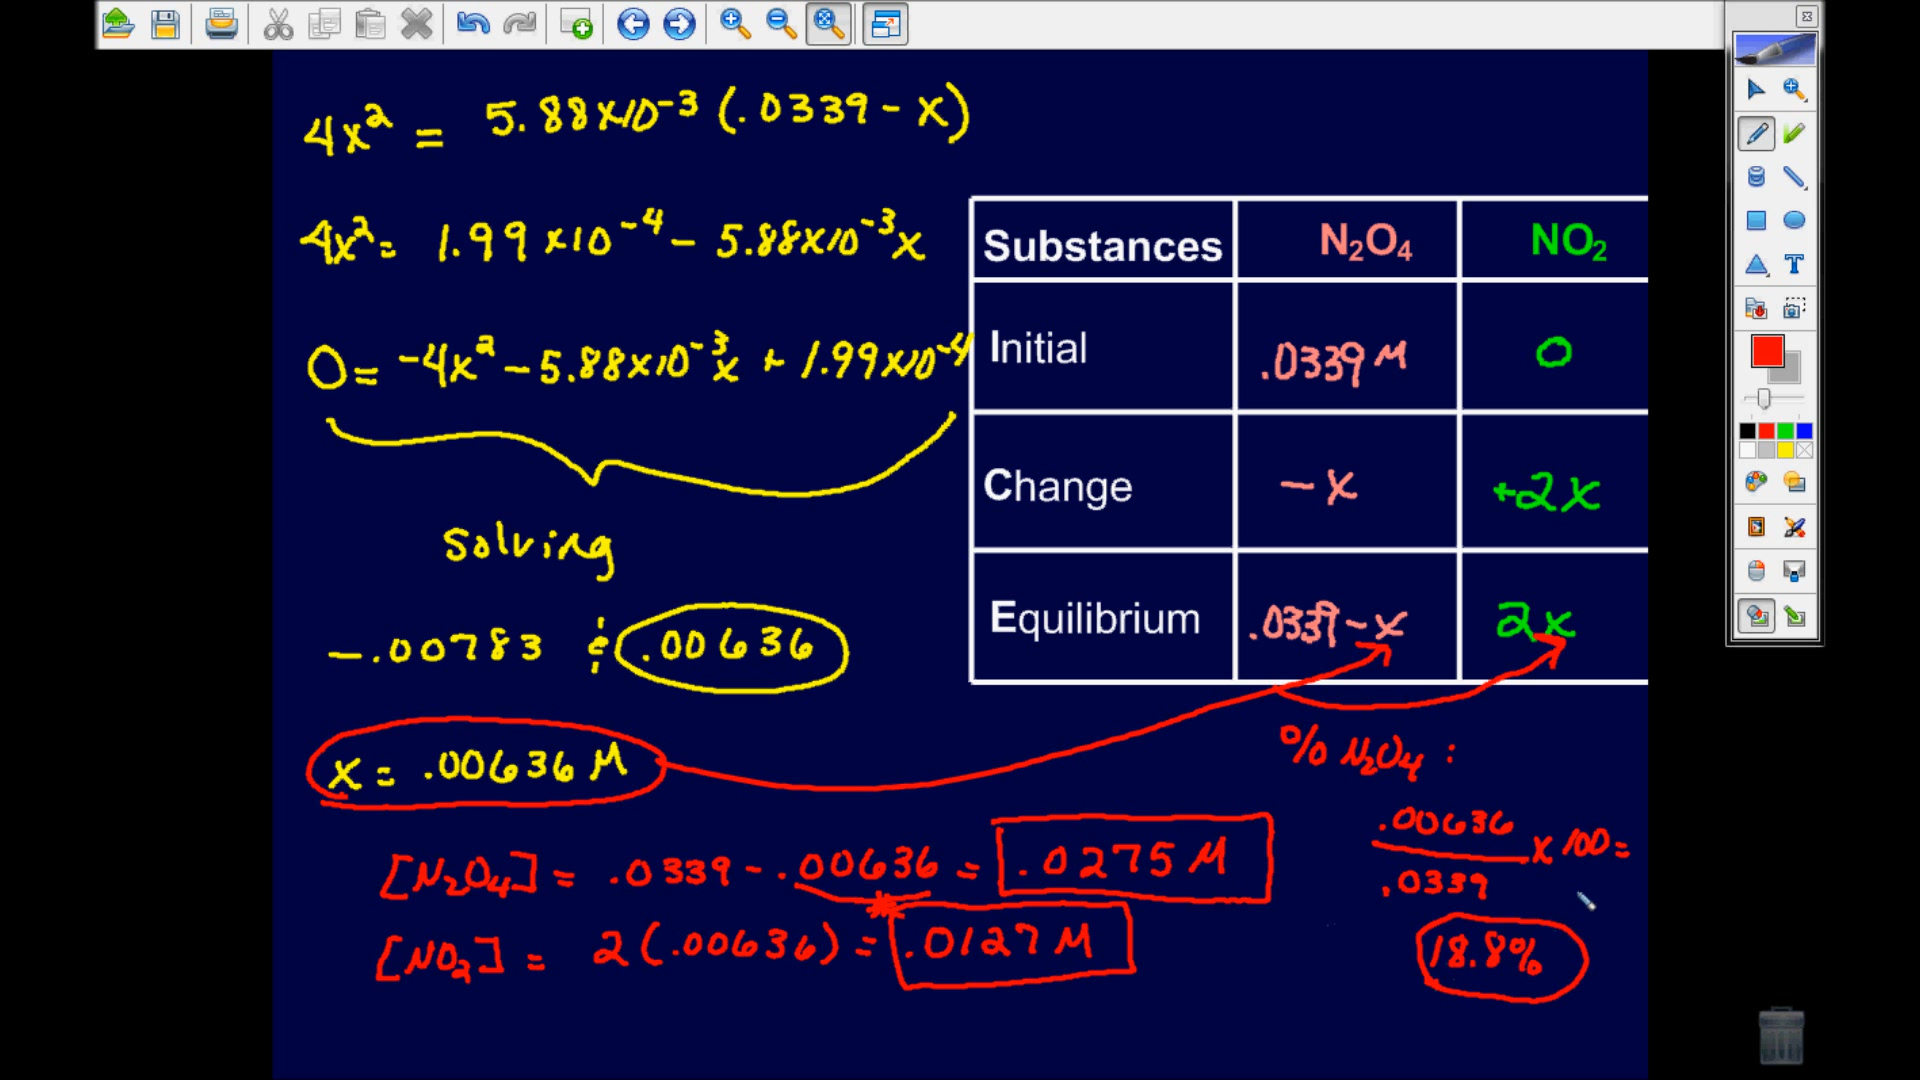 4x² = 5.88x10⁻³ (.0339 - x)
4x² = 1.99 x10⁻⁴ - 5.88x10⁻³x
0 = -4x² - 5.88x10⁻³x + 1.99x10⁻⁴
solving
-.00783 & .00636
x = .00636 M
Substances N₂O₄ NO₂
Initial .0339 M 0
Change -x +2x
Equilibrium .0339-x 2x
[N₂O₄] = .0339 - .00636 = .0275 M
*
[NO₂] = 2 (.00636) = .0127 M
% N₂O₄ :
.00636
x 100 =
.0339
18.8%
T